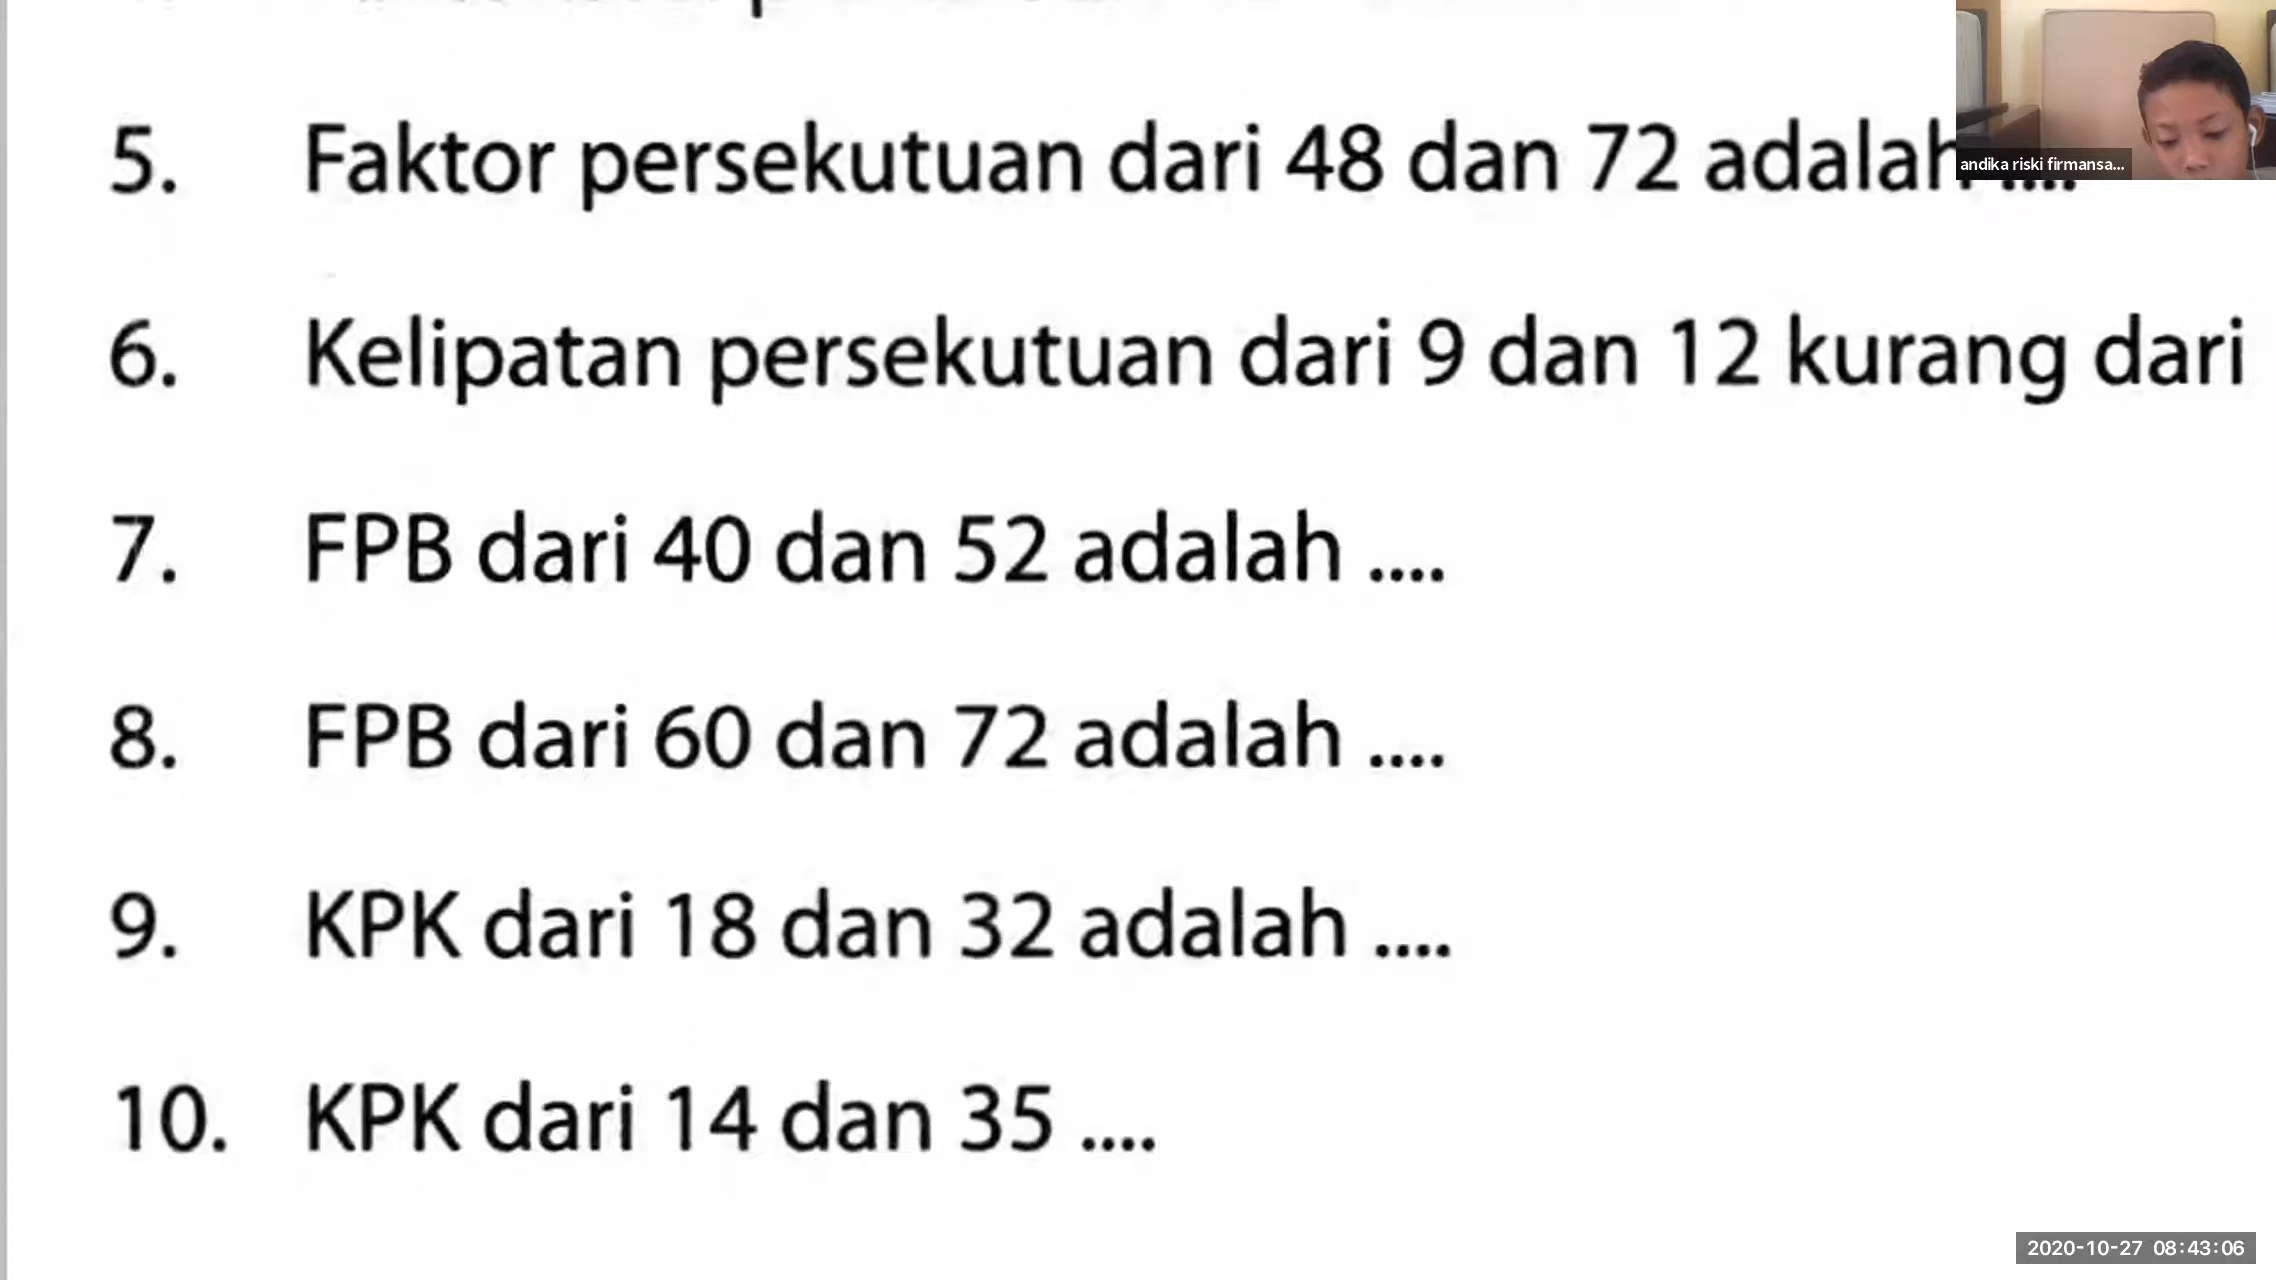 5. Faktor persekutuan dari 48 dan 72 adalah ....
andika riski firmansa...
6. Kelipatan persekutuan dari 9 dan 12 kurang dari
7. FPB dari 40 dan 52 adalah ....
8. FPB dari 60 dan 72 adalah ....
9. KPK dari 18 dan 32 adalah ....
10. KPK dari 14 dan 35 ....
2020-10-27 08:43:06